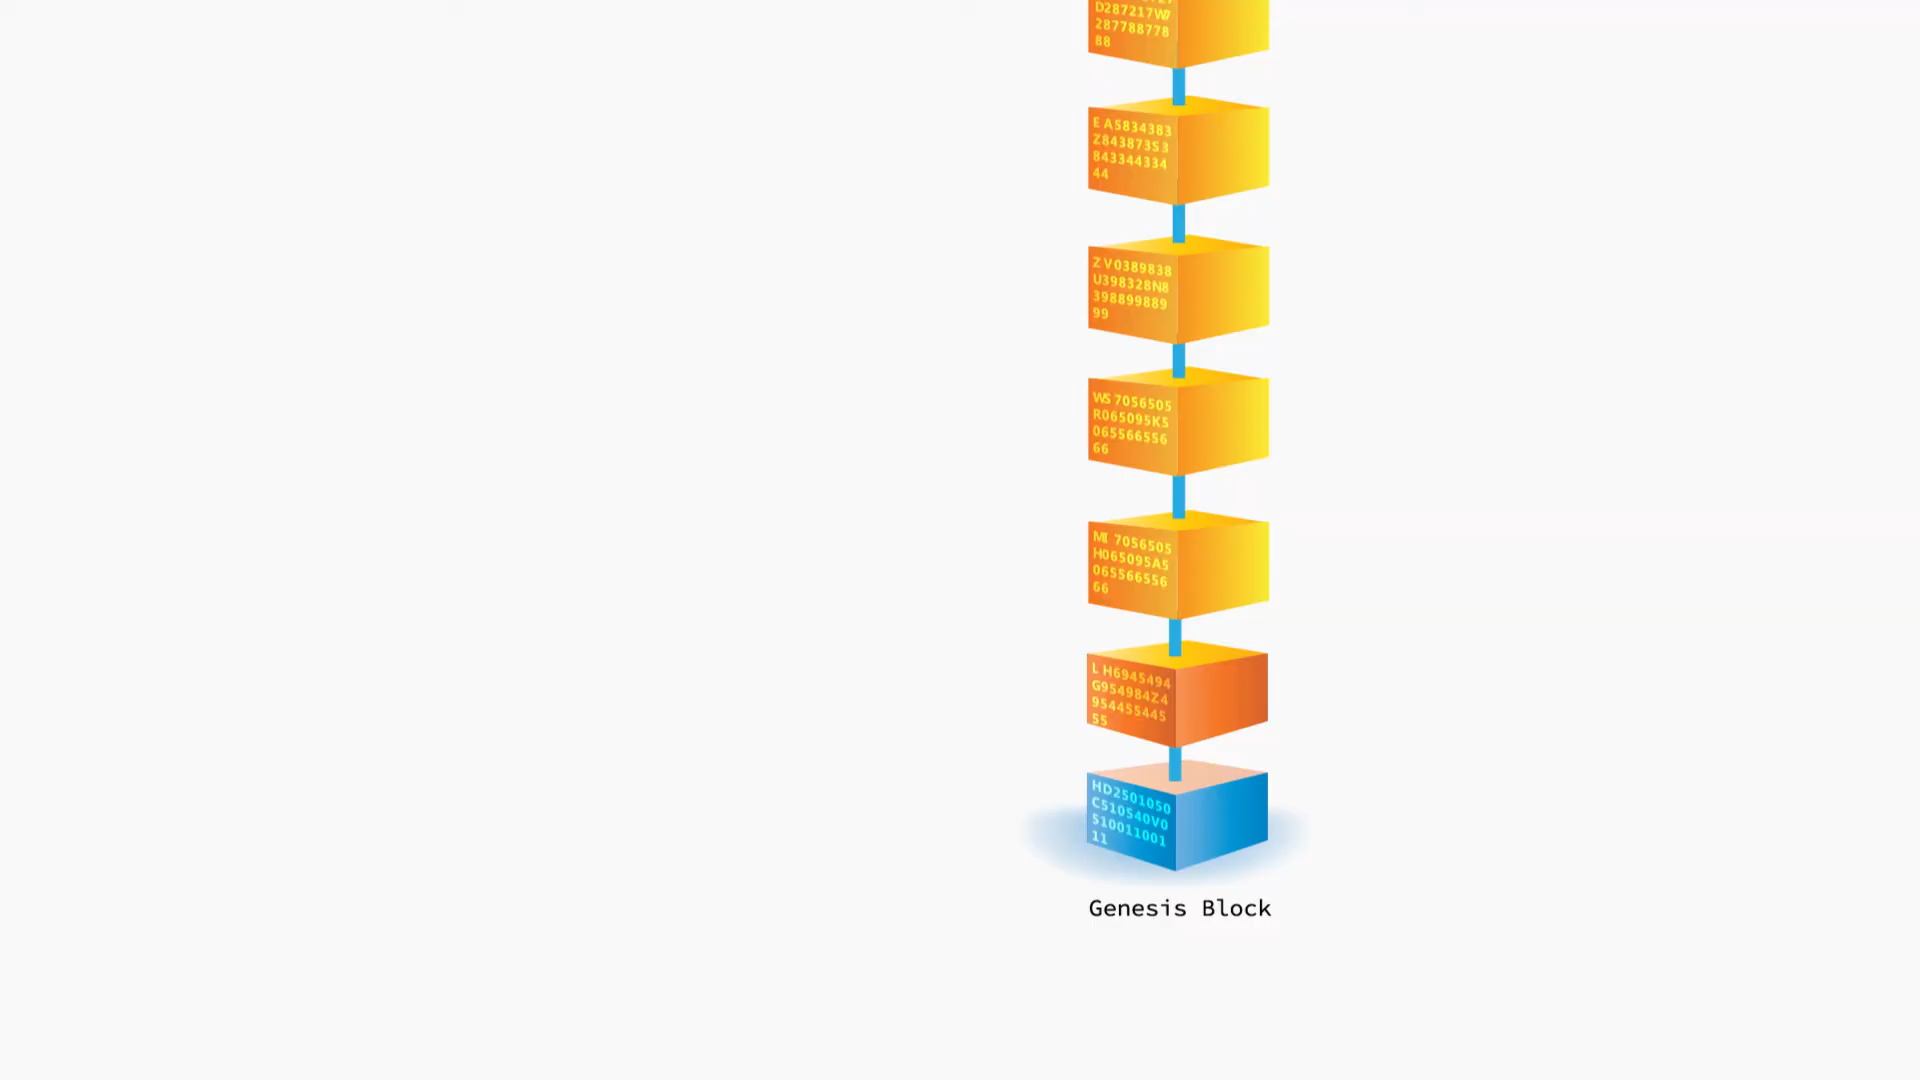 D287217W7
287788778
88
E A5834383
Z843873S3
843344334
44
Z V0389838
U398328N8
398899889
99
WS 7056505
R065095K5
065566556
66
MI 7056505
H065095A5
065566556
66
L H6945494
G954984Z4
954455445
55
HD2501050
C510540V0
510011001
11
Genesis Block